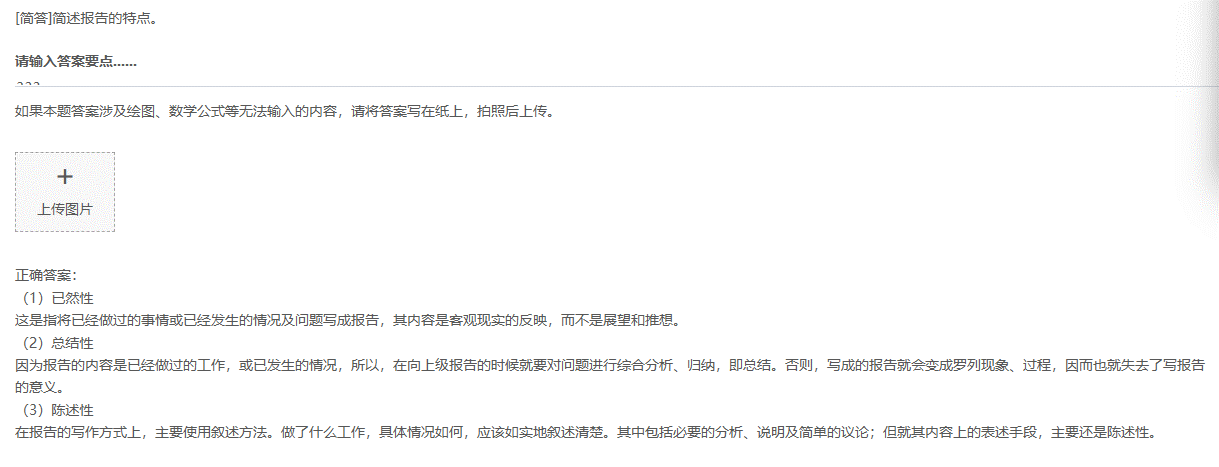 [简答]简述报告的特点。
请输入答案要点......
如果本题答案涉及绘图、数学公式等无法输入的内容，请将答案写在纸上，拍照后上传。
+
上传图片
正确答案：
（1）已然性
这是指将已经做过的事情或已经发生的情况及问题写成报告，其内容是客观现实的反映，而不是展望和推想。
（2）总结性
因为报告的内容是已经做过的工作，或已发生的情况，所以，在向上级报告的时候就要对问题进行综合分析、归纳，即总结。否则，写成的报告就会变成罗列现象、过程，因而也就失去了写报告
的意义。
（3）陈述性
在报告的写作方式上，主要使用叙述方法。做了什么工作，具体情况如何，应该如实地叙述清楚。其中包括必要的分析、说明及简单的议论；但就其内容上的表述手段，主要还是陈述性。